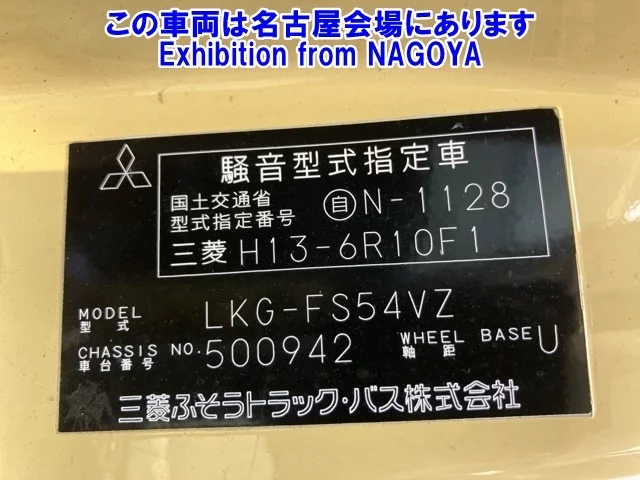 この車両は名古屋会場にあります
Exhibition from NAGOYA
騒音型式指定車
国土交通省
型式指定番号 自N-1128
三菱 H13-6R10F1
MODEL
型式 LKG-FS54VZ
CHASSIS NO.
車台番号 500942 WHEEL BASE
軸距 U
三菱ふそうトラック・バス株式会社